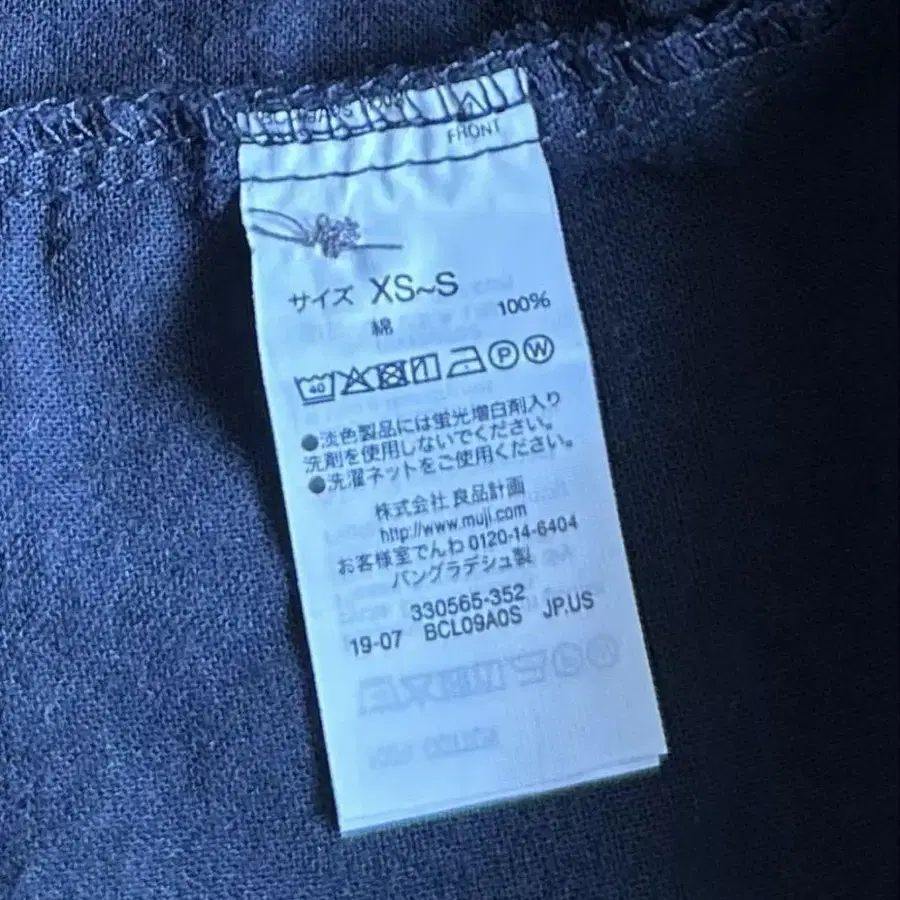 FRONT
サイズ XS~S
綿 100%
40 P W
●淡色製品には蛍光増白剤入り
洗剤を使用しないでください。
●洗濯ネットをご使用ください。
株式会社 良品計画
http://www.muji.com
お客様室でんわ 0120-14-6404
バングラデシュ製
330565-352
19-07 BCL09A0S JP.US